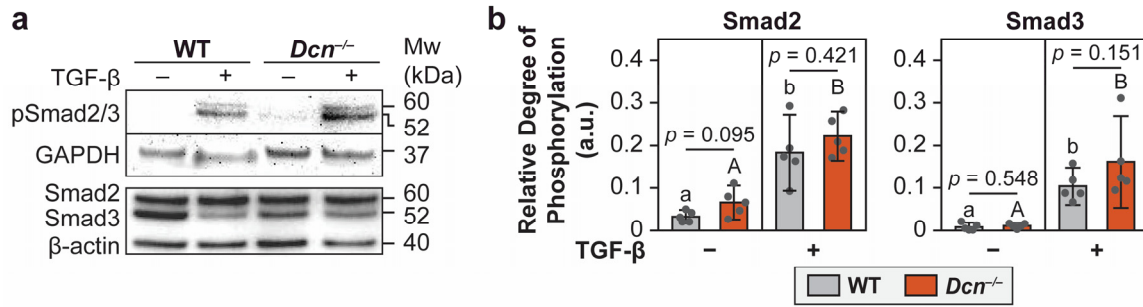 a
WT Dcn–/– Mw
(kDa)
TGF-β – + – +
pSmad2/3 60
52
GAPDH 37
Smad2 60
Smad3 52
β-actin 40
b
Relative Degree of
Phosphorylation
(a.u.)
Smad2
0.4
0.3
0.2
0.1
0
p = 0.095
a A
p = 0.421
b B
Smad3
0.4
0.3
0.2
0.1
0
p = 0.548
a A
p = 0.151
b B
TGF-β – + – +
WT Dcn–/–